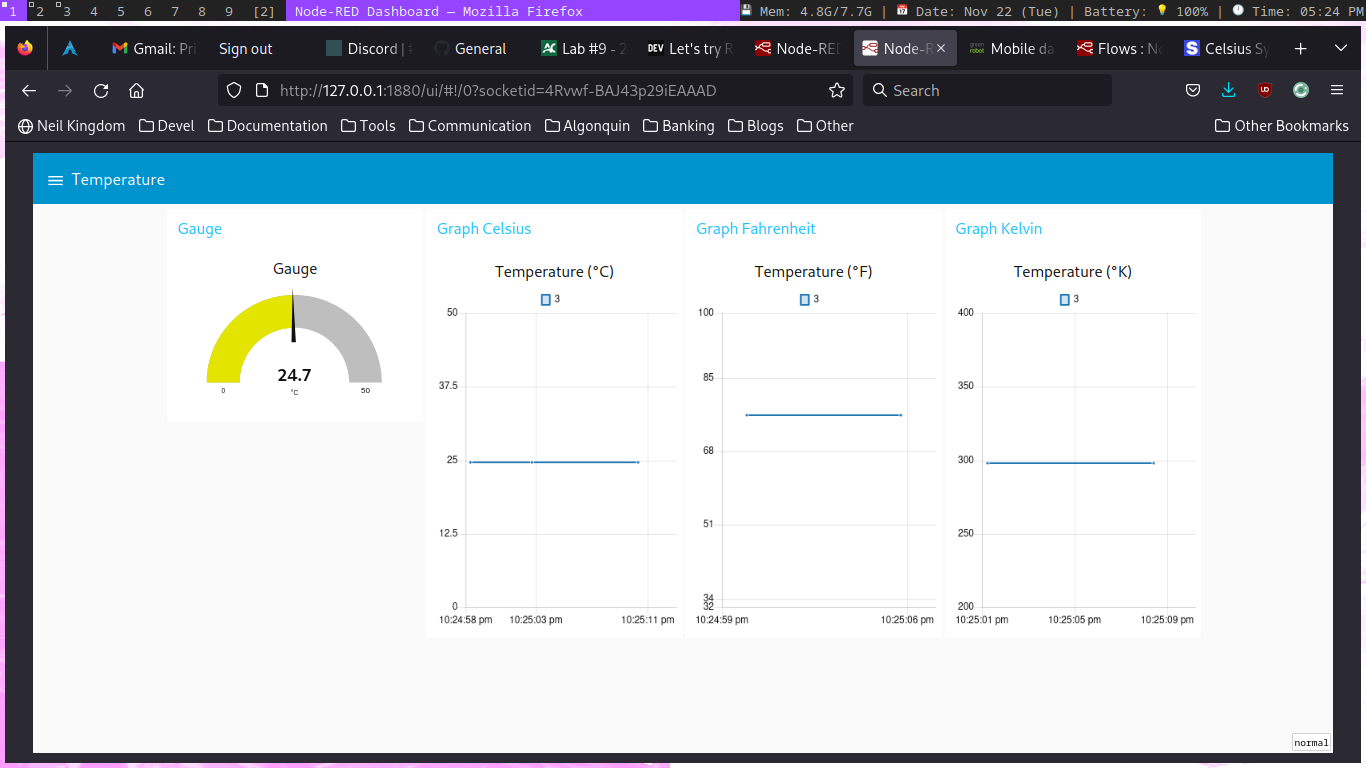 1 2 3 4 5 6 7 8 9 [2] Node-RED Dashboard — Mozilla Firefox Mem: 4.8G/7.7G | Date: Nov 22 (Tue) | Battery: 100% | Time: 05:24 PM
Gmail: Pri Sign out Discord | # General Lab #9 - 2 DEV Let's try R Node-RED Node-R green robot Mobile da Flows : No Celsius Sy
http://127.0.0.1:1880/ui/#!/0?socketid=4Rvwf-BAJ43p29iEAAAD Search
Neil Kingdom Devel Documentation Tools Communication Algonquin Banking Blogs Other Other Bookmarks
Temperature
Gauge
Gauge
24.7
0 °C 50
Graph Celsius
Temperature (°C)
3
50
37.5
25
12.5
0
10:24:58 pm 10:25:03 pm 10:25:11 pm
Graph Fahrenheit
Temperature (°F)
3
100
85
68
51
34
32
10:24:59 pm 10:25:06 pm
Graph Kelvin
Temperature (°K)
3
400
350
300
250
200
10:25:01 pm 10:25:05 pm 10:25:09 pm
normal